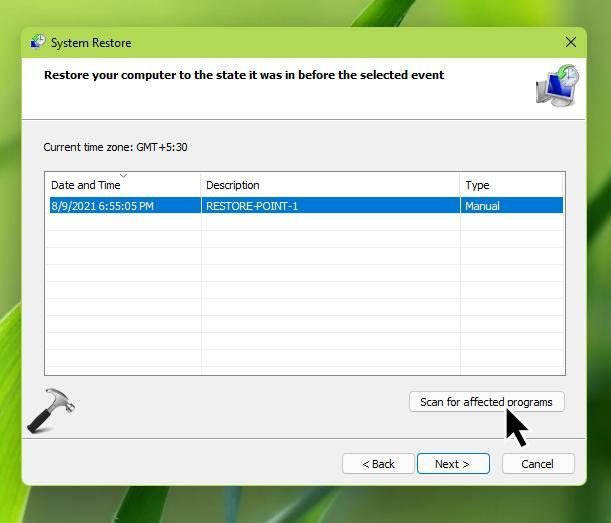 System Restore
Restore your computer to the state it was in before the selected event
Current time zone: GMT+5:30
Date and Time Description Type
8/9/2021 6:55:05 PM RESTORE-POINT-1 Manual
Scan for affected programs
< Back Next > Cancel